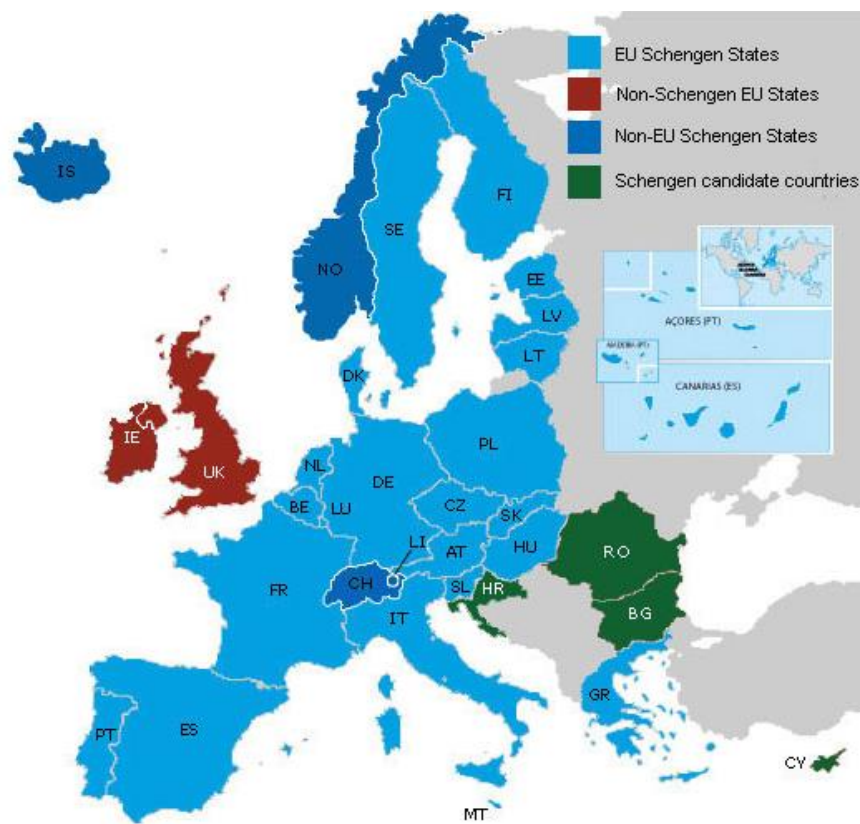 EU Schengen States
Non-Schengen EU States
Non-EU Schengen States
Schengen candidate countries
IS
FI
SE
NO
EE
LV
LT
AÇORES (PT)
MADEIRA (PT)
CANARIAS (ES)
DK
IE
UK
NL
DE
PL
BE
LU
CZ
SK
LI
AT
HU
RO
FR
CH
SL
HR
IT
BG
GR
PT
ES
CY
MT